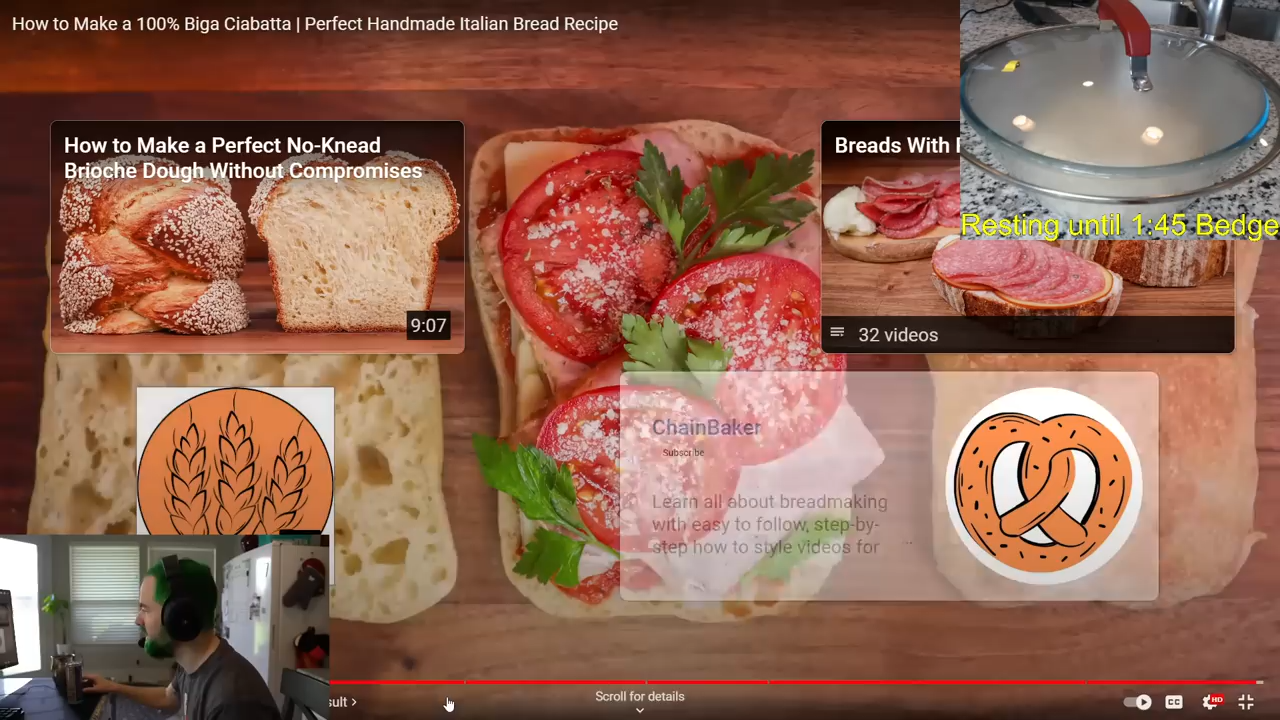 How to Make a 100% Biga Ciabatta | Perfect Handmade Italian Bread Recipe
How to Make a Perfect No-Knead
Brioche Dough Without Compromises
9:07
Breads With
32 videos
Resting until 1:45 Bedge
ChainBaker
Subscribe
Learn all about breadmaking
with easy to follow, step-by-
step how to style videos for
...
sult >
Scroll for details
CC
HD